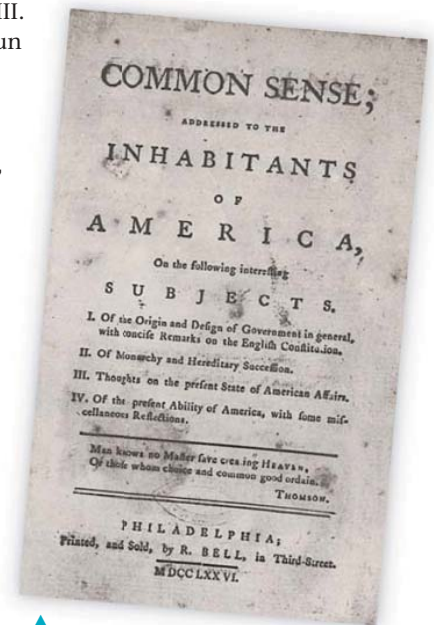 III.
un
,
COMMON SENSE;
ADDRESSED TO THE
INHABITANTS
OF
AMERICA,
On the following interesting
SUBJECTS.
I. Of the Origin and Design of Government in general,
with concise Remarks on the English Constitution.
II. Of Monarchy and Hereditary Succession.
III. Thoughts on the present State of American Affairs.
IV. Of the present Ability of America, with some mis-
cellaneous Reflections.
Man knows no Master save creating HEAVEN,
Or those whom choice and common good ordain.
THOMSON.
PHILADELPHIA;
Printed, and Sold, by R. BELL, in Third-Street.
MDCCLXXVI.